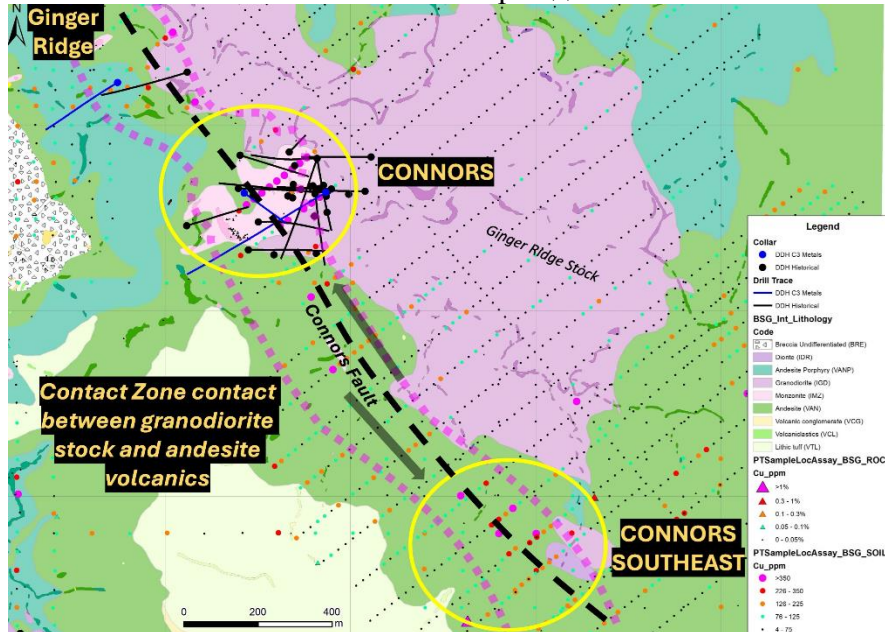 Ginger
Ridge
CONNORS
Ginger Ridge Stock
Connors Fault
Contact Zone contact
between granodiorite
stock and andesite
volcanics
CONNORS
SOUTHEAST
0 200 400
m
Legend
Collar
DDH C3 Metals
DDH Historical
Drill Trace
DDH C3 Metals
DDH Historical
BSG_Int_Lithology
Code
Breccia Undifferentiated (BRE)
Diorite (IDR)
Andesite Porphyry (VANP)
Granodiorite (IGD)
Monzonite (IMZ)
Andesite (VAN)
Volcanic conglomerate (VCG)
Volcaniclastics (VCL)
Lithic tuff (VTL)
PTSampleLocAssay_BSG_ROC
Cu_ppm
>1%
0.3 - 1%
0.1 - 0.3%
0.05 - 0.1%
0 - 0.05%
PTSampleLocAssay_BSG_SOIL
Cu_ppm
>350
226 - 350
126 - 225
76 - 125
4 - 75